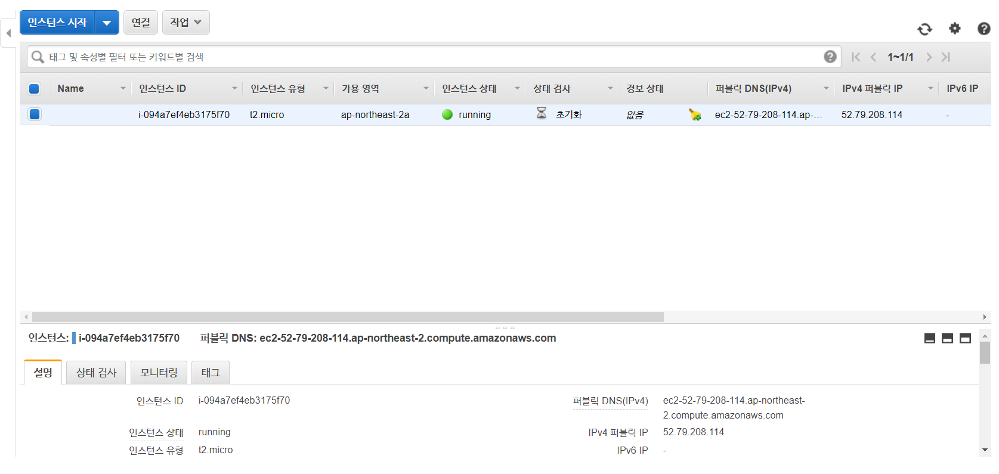 인스턴스 시작 연결 작업
태그 및 속성별 필터 또는 키워드별 검색 1~1/1
Name 인스턴스 ID 인스턴스 유형 가용 영역 인스턴스 상태 상태 검사 경보 상태 퍼블릭 DNS(IPv4) IPv4 퍼블릭 IP IPv6 IP
i-094a7ef4eb3175f70 t2.micro ap-northeast-2a running 초기화 없음 ec2-52-79-208-114.ap-... 52.79.208.114 -
인스턴스: i-094a7ef4eb3175f70 퍼블릭 DNS: ec2-52-79-208-114.ap-northeast-2.compute.amazonaws.com
설명 상태 검사 모니터링 태그
인스턴스 ID i-094a7ef4eb3175f70 퍼블릭 DNS(IPv4) ec2-52-79-208-114.ap-northeast-
2.compute.amazonaws.com
인스턴스 상태 running IPv4 퍼블릭 IP 52.79.208.114
인스턴스 유형 t2.micro IPv6 IP -